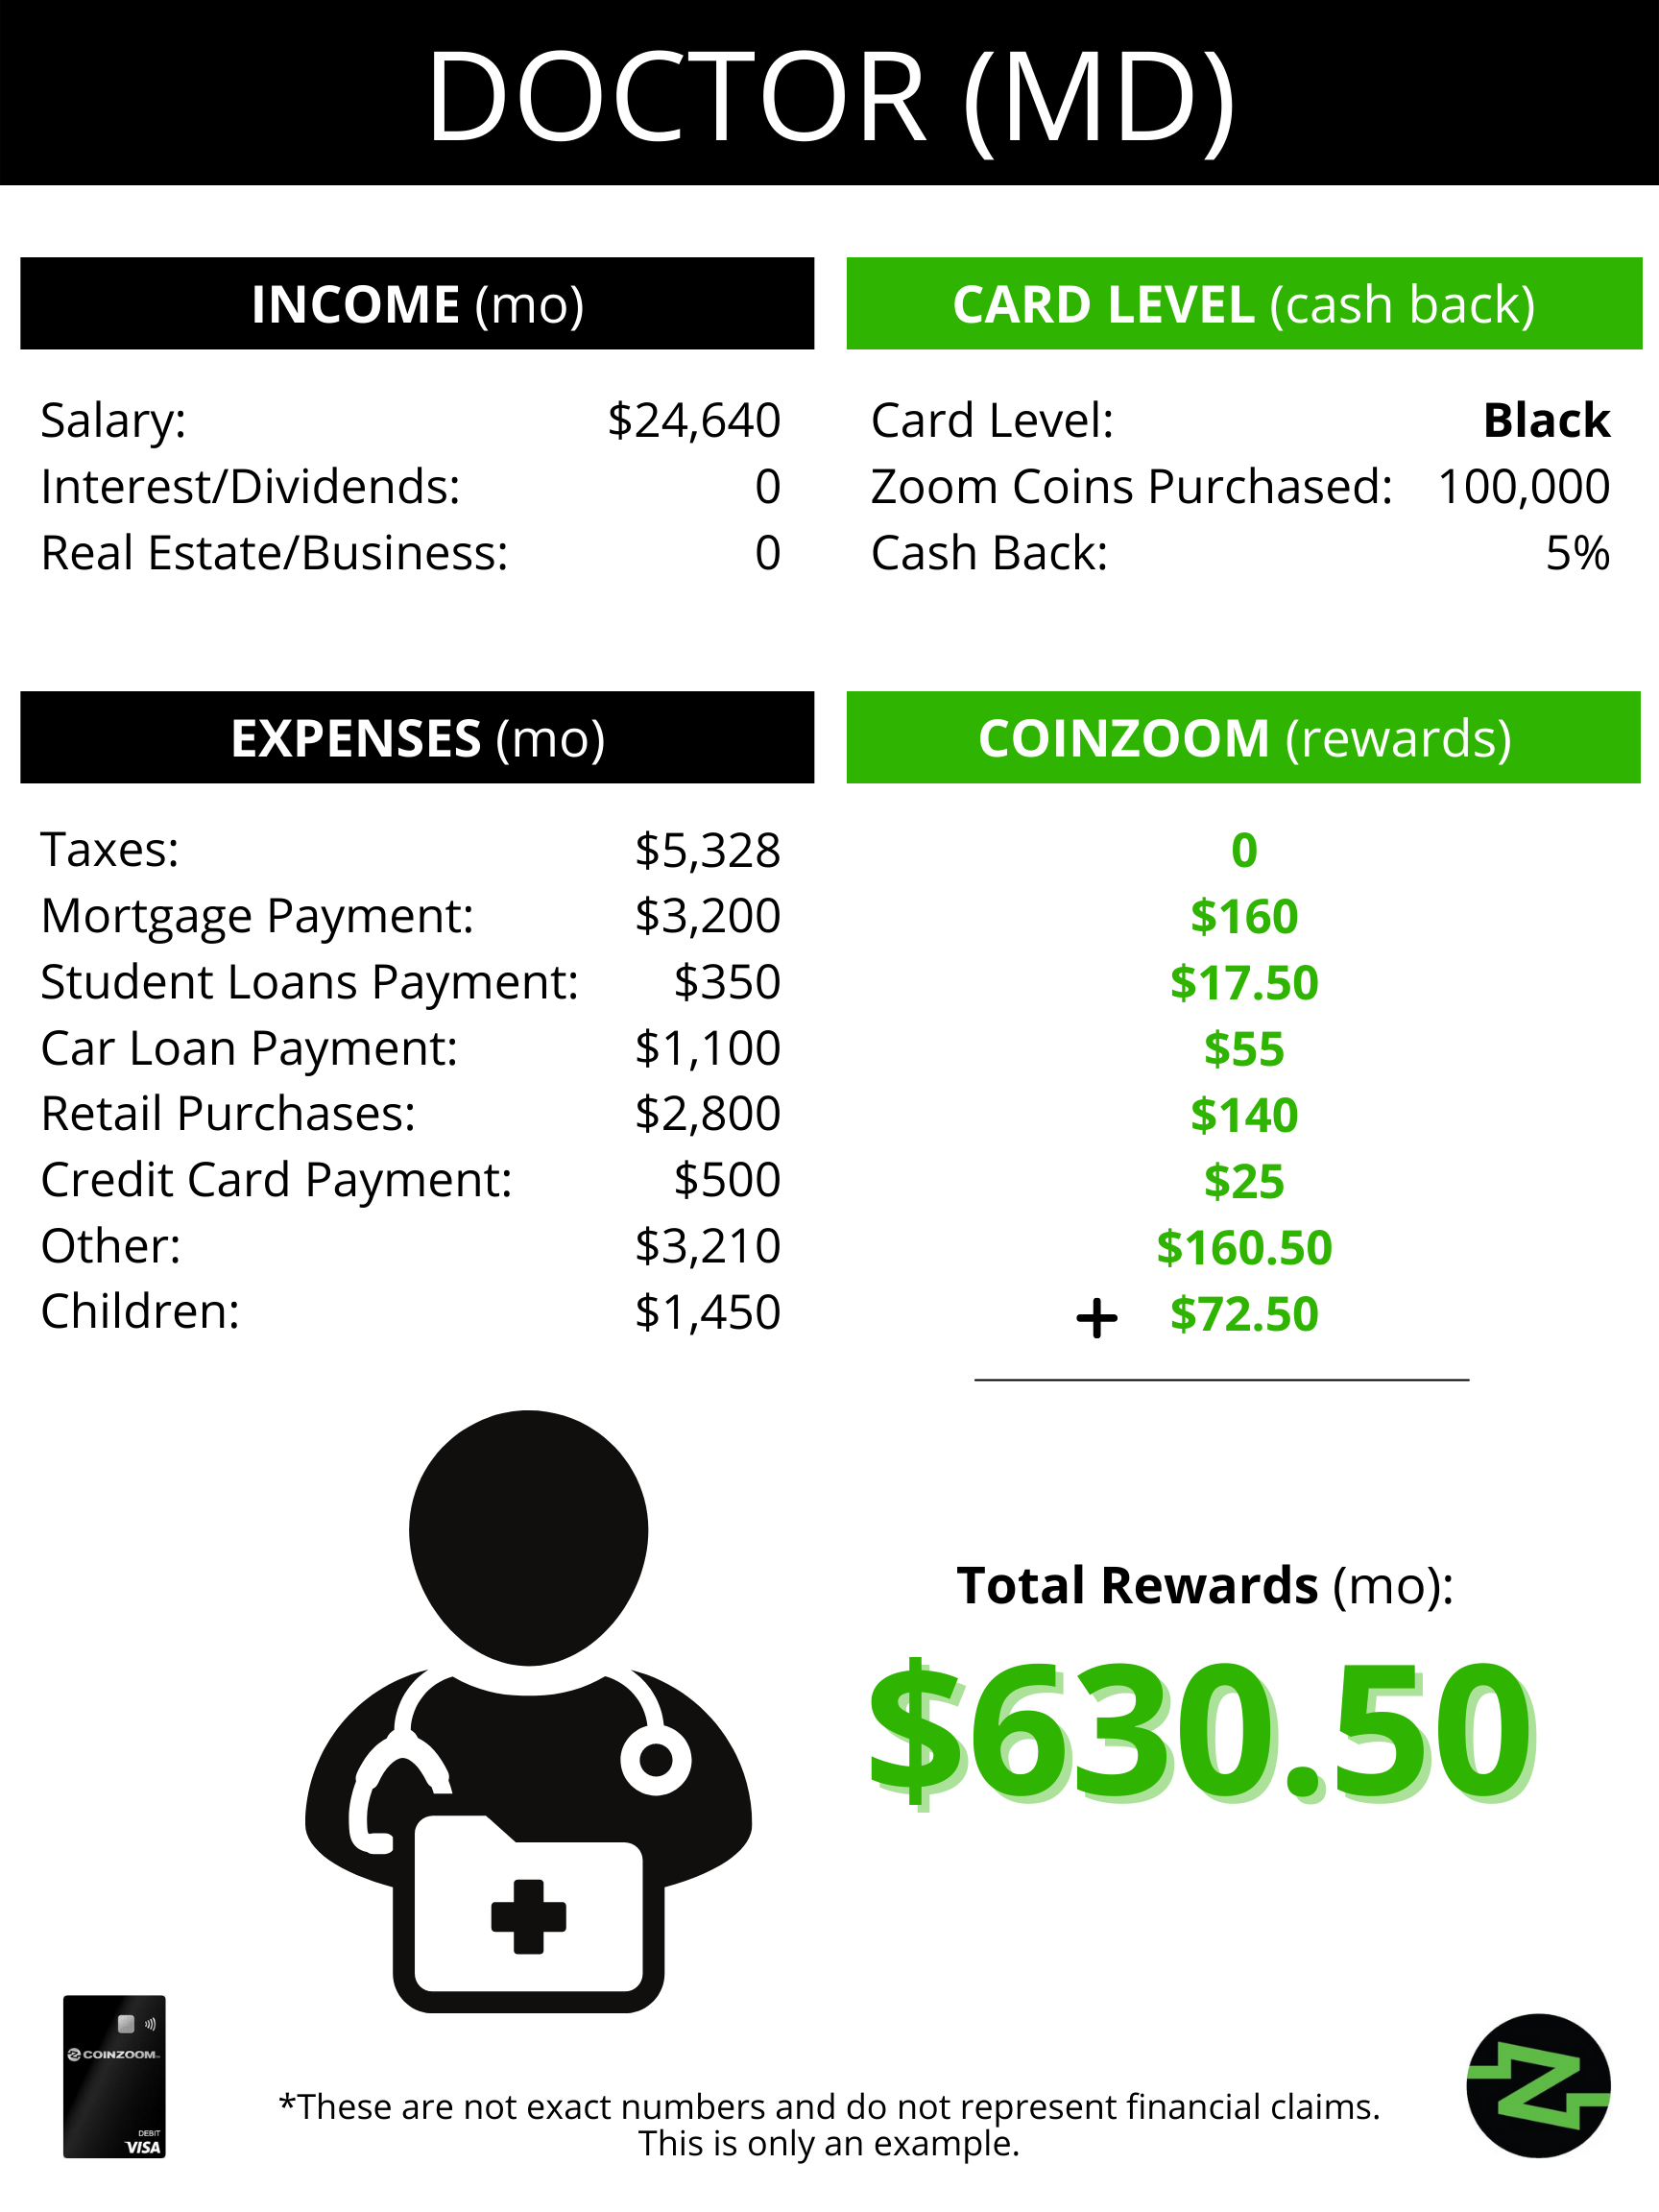 DOCTOR (MD)
INCOME (mo)
Salary: $24,640
Interest/Dividends: 0
Real Estate/Business: 0
CARD LEVEL (cash back)
Card Level: Black
Zoom Coins Purchased: 100,000
Cash Back: 5%
EXPENSES (mo)
COINZOOM (rewards)
Taxes: $5,328 0
Mortgage Payment: $3,200 $160
Student Loans Payment: $350 $17.50
Car Loan Payment: $1,100 $55
Retail Purchases: $2,800 $140
Credit Card Payment: $500 $25
Other: $3,210 $160.50
Children: $1,450 + $72.50
Total Rewards (mo):
$630.50
COINZOOM
DEBIT
VISA
*These are not exact numbers and do not represent financial claims.
This is only an example.